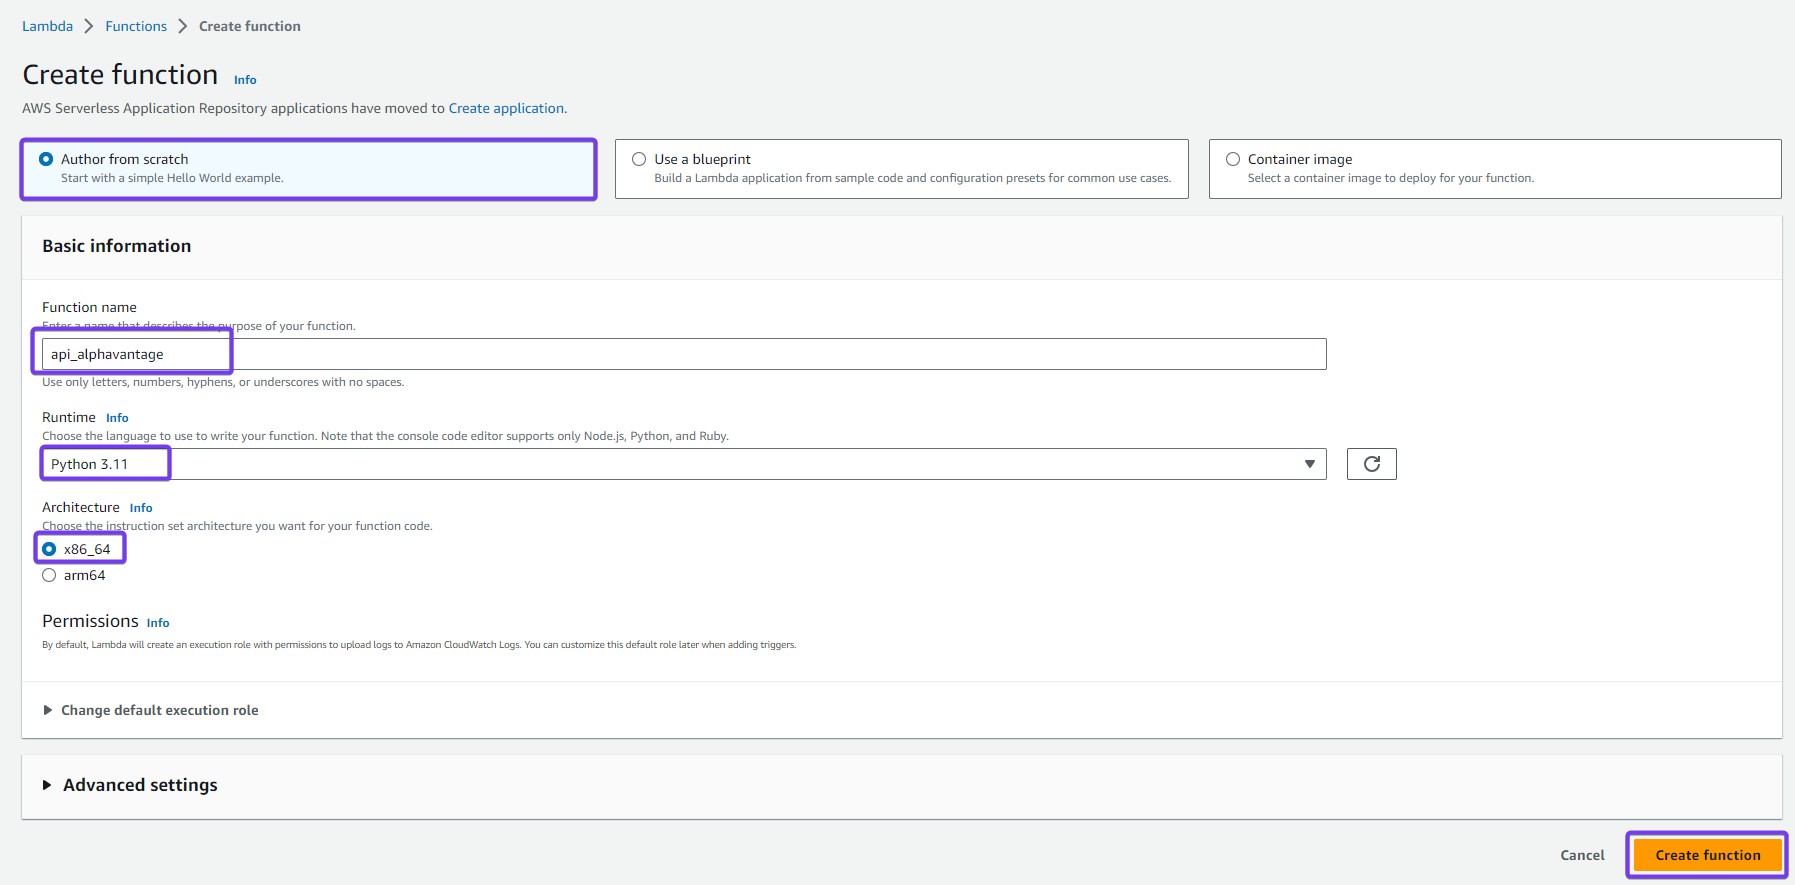 Lambda > Functions > Create function
Create function Info
AWS Serverless Application Repository applications have moved to Create application.
Author from scratch
Start with a simple Hello World example.
Use a blueprint
Build a Lambda application from sample code and configuration presets for common use cases.
Container image
Select a container image to deploy for your function.
Basic information
Function name
Enter a name that describes the purpose of your function.
api_alphavantage
Use only letters, numbers, hyphens, or underscores with no spaces.
Runtime Info
Choose the language to use to write your function. Note that the console code editor supports only Node.js, Python, and Ruby.
Python 3.11
Architecture Info
Choose the instruction set architecture you want for your function code.
x86_64
arm64
Permissions Info
By default, Lambda will create an execution role with permissions to upload logs to Amazon CloudWatch Logs. You can customize this default role later when adding triggers.
Change default execution role
Advanced settings
Cancel Create function